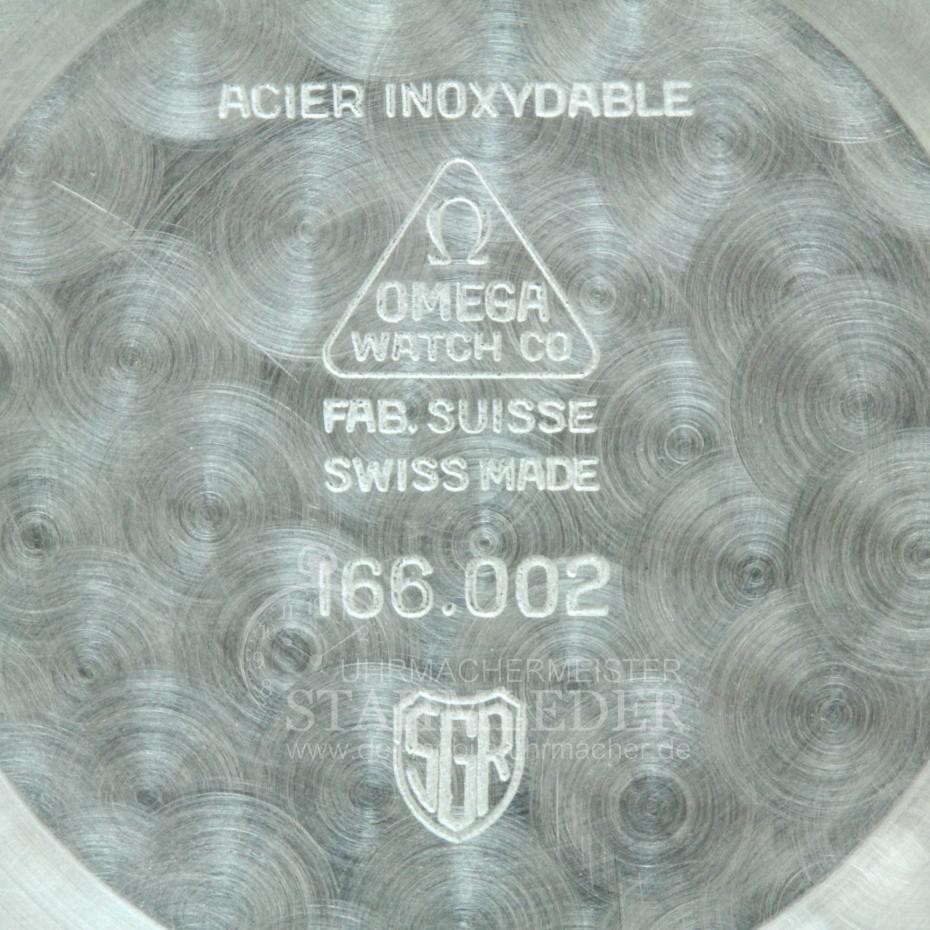 ACIER INOXYDABLE
Ω
OMEGA
WATCH CO
FAB. SUISSE
SWISS MADE
166.002
UHRMACHERMEISTER
SGR